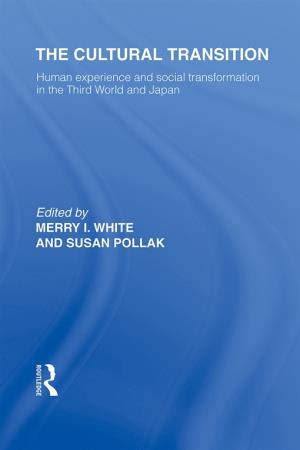 THE CULTURAL TRANSITION
Human experience and social transformation
in the Third World and Japan
Edited by
MERRY I. WHITE
AND SUSAN POLLAK
ROUTLEDGE